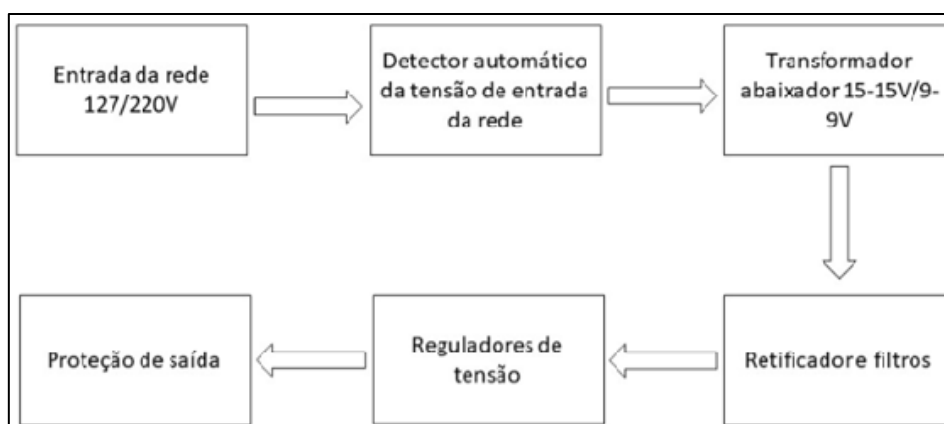 Entrada da rede
127/220V
Detector automático
da tensão de entrada
da rede
Transformador
abaixador 15-15V/9-
9V
Proteção de saída
Reguladores de
tensão
Retificador e filtros